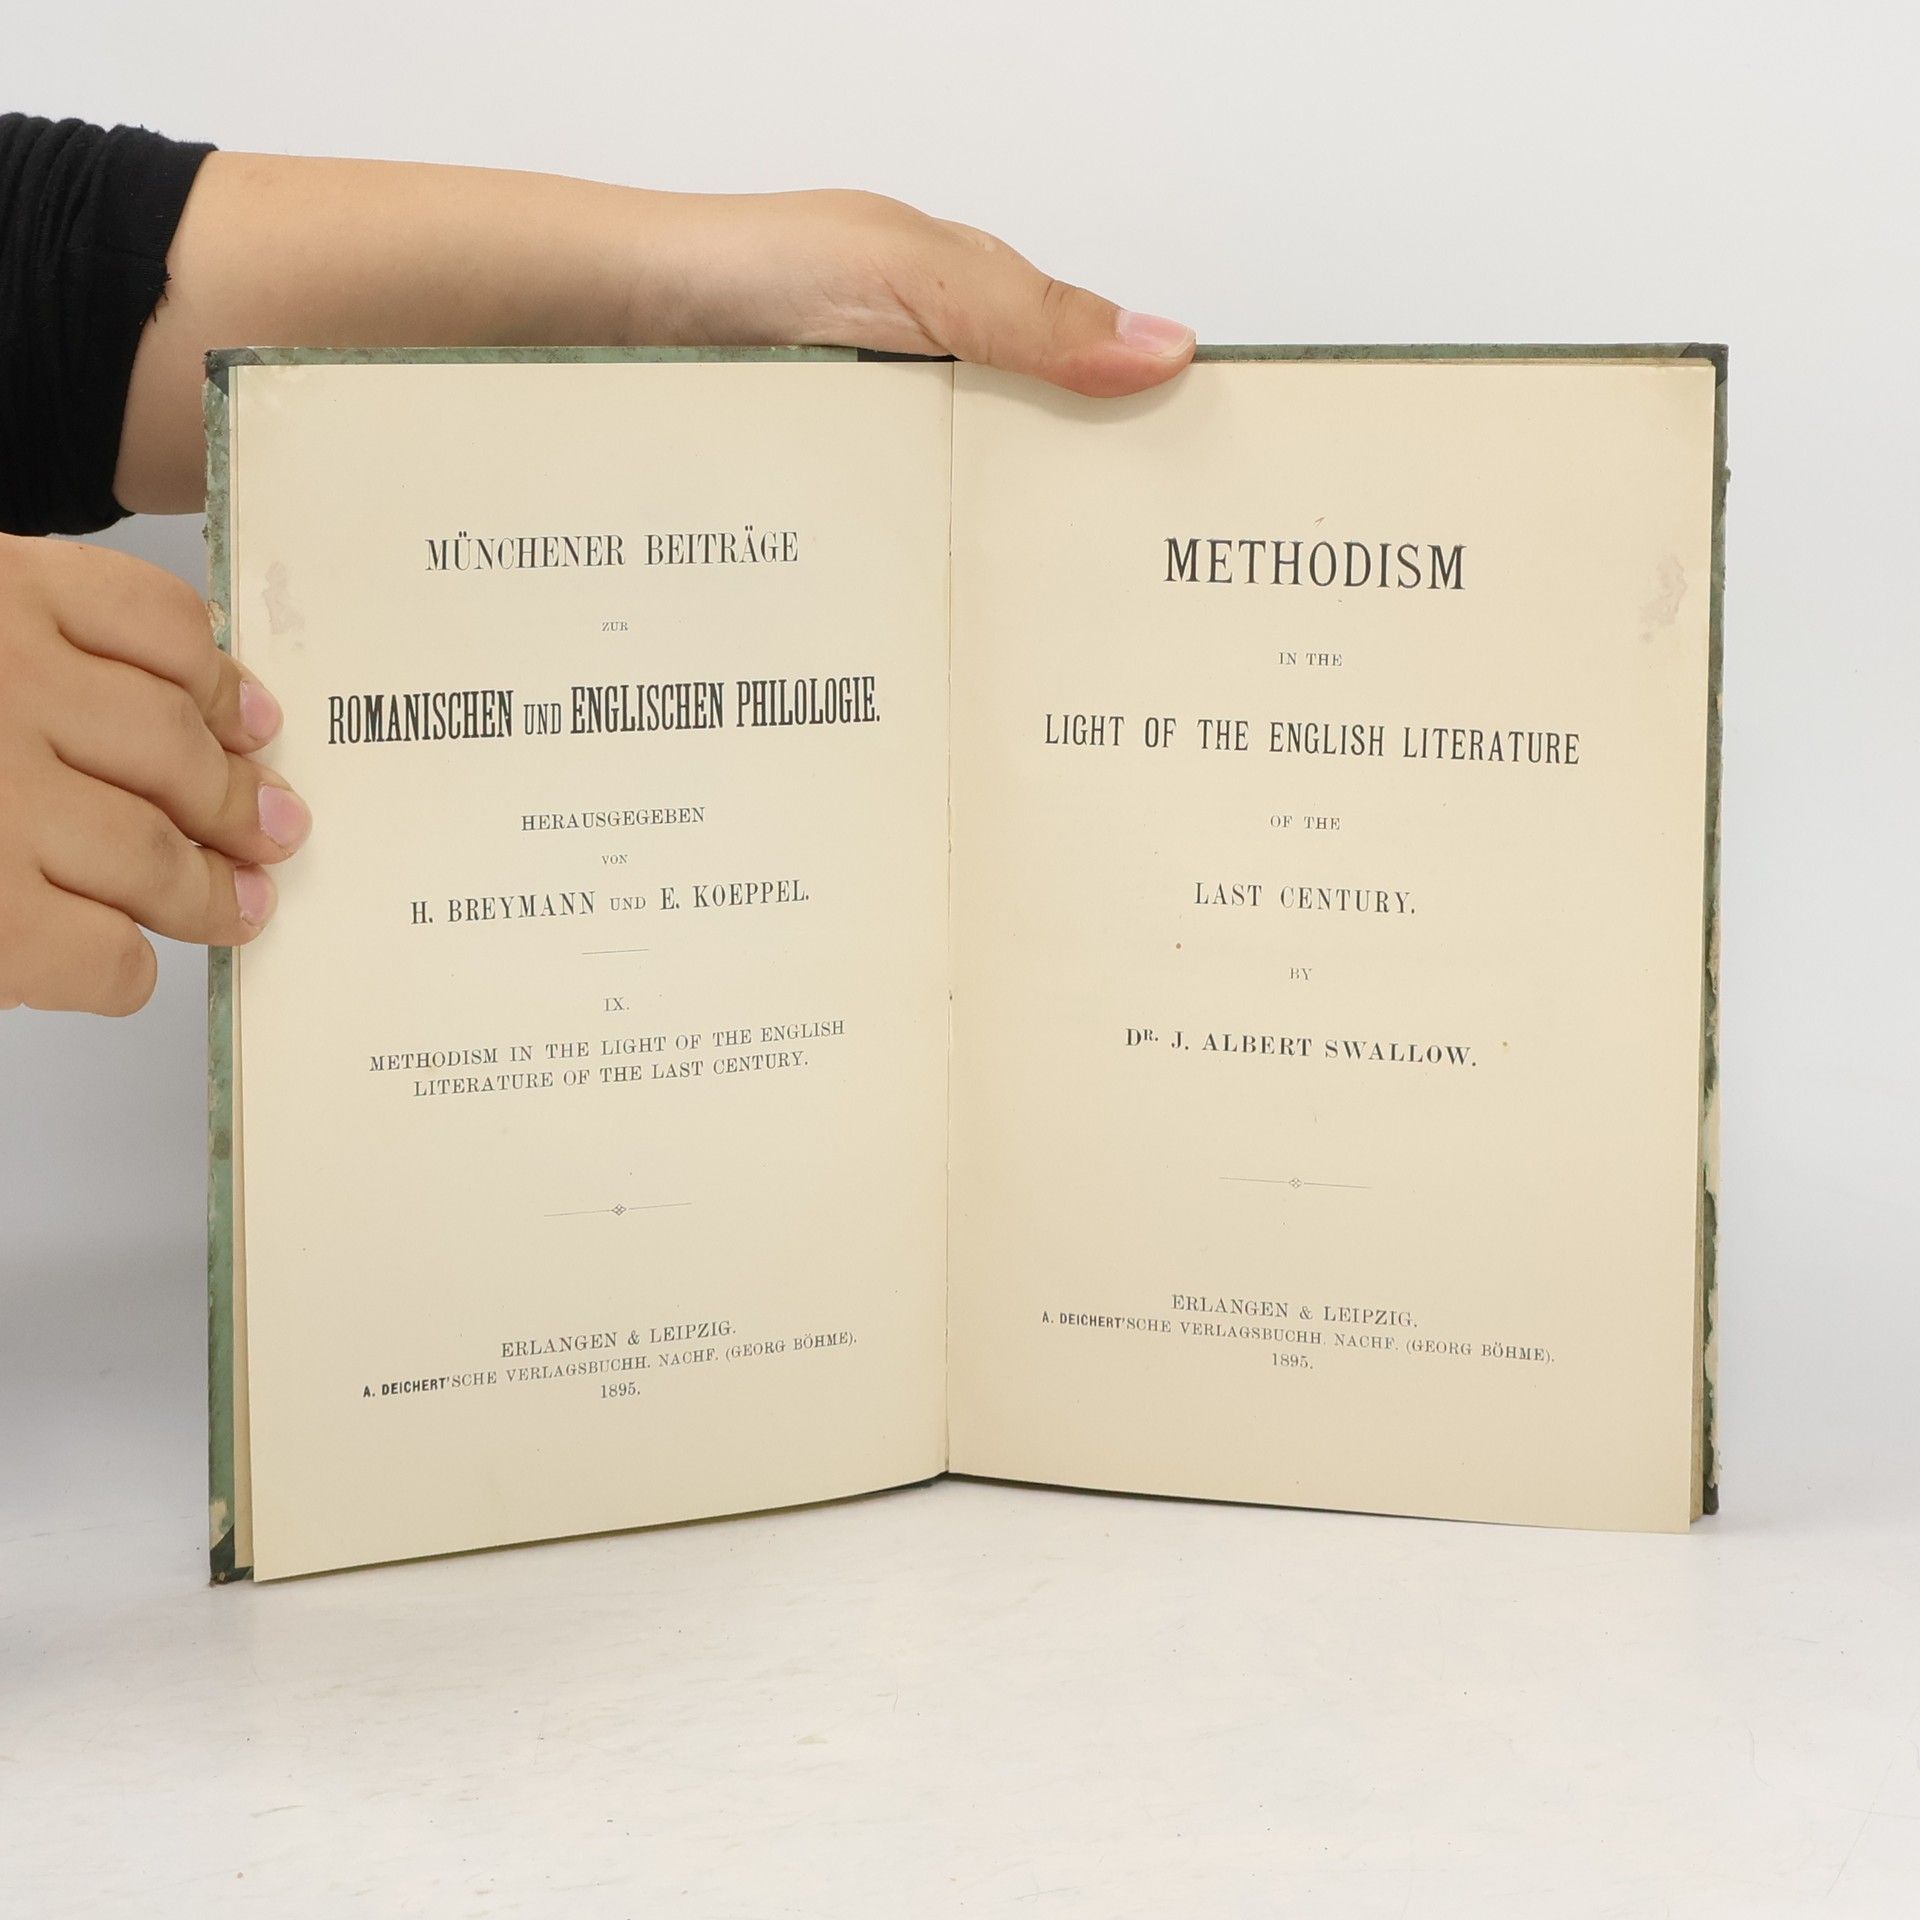 MÜNCHENER BEITRÄGE
ZUR
ROMANISCHEN UND ENGLISCHEN PHILOLOGIE.
HERAUSGEGEBEN
VON
H. BREYMANN UND E. KOEPPEL.
IX.
METHODISM IN THE LIGHT OF THE ENGLISH
LITERATURE OF THE LAST CENTURY.
ERLANGEN & LEIPZIG.
A. DEICHERT'SCHE VERLAGSBUCHH. NACHF. (GEORG BÖHME).
1895.
METHODISM
IN THE
LIGHT OF THE ENGLISH LITERATURE
OF THE
LAST CENTURY.
BY
DR. J. ALBERT SWALLOW.
ERLANGEN & LEIPZIG.
A. DEICHERT'SCHE VERLAGSBUCHH. NACHF. (GEORG BÖHME).
1895.